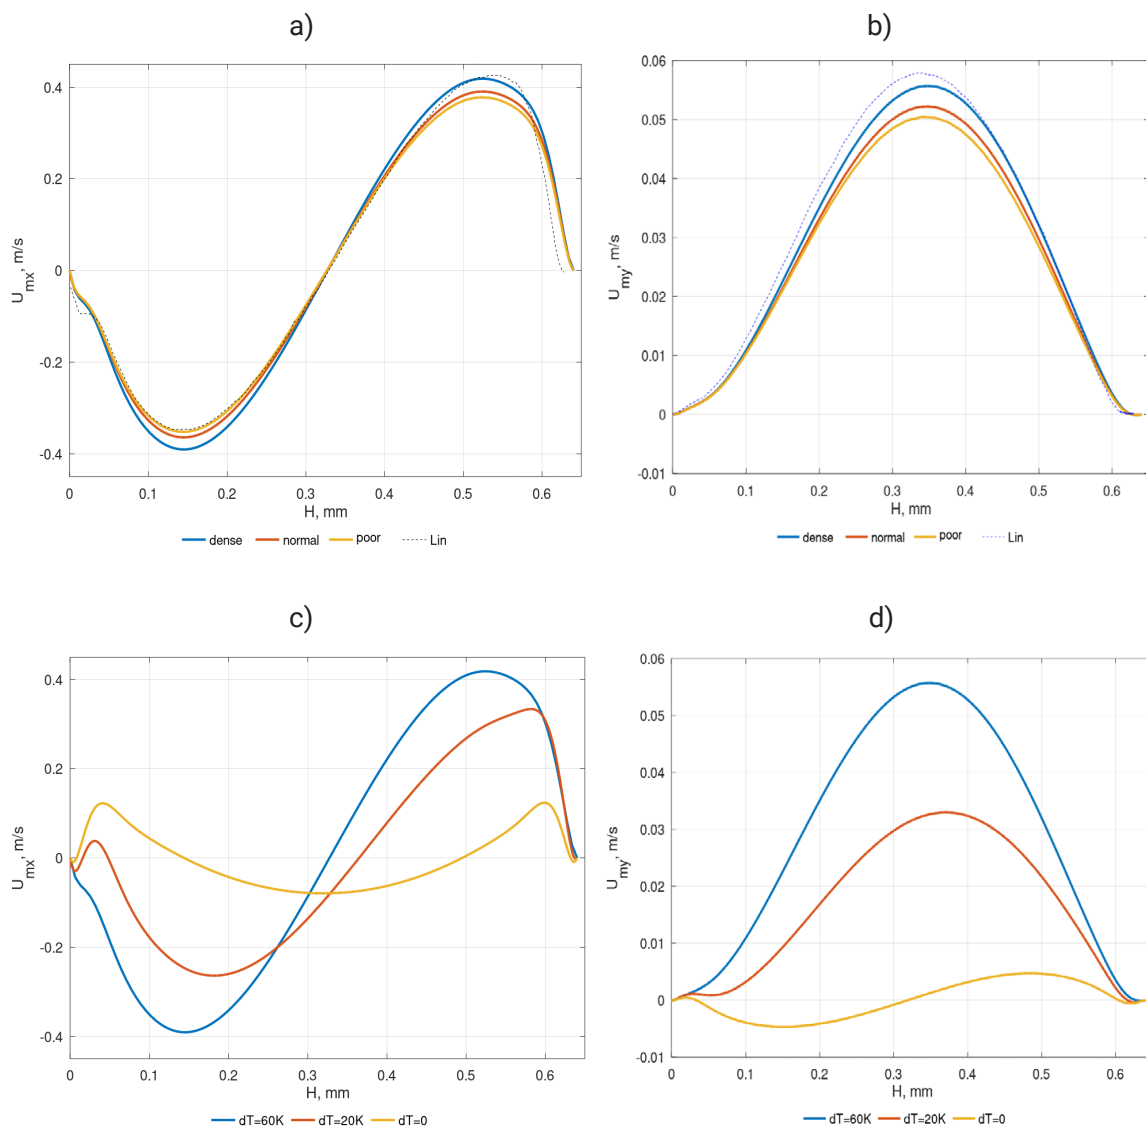 a)
0.4
0.2
0
-0.2
-0.4
U_mx, m/s
0 0.1 0.2 0.3 0.4 0.5 0.6
H, mm
dense normal poor Lin
b)
0.06
0.05
0.04
0.03
0.02
0.01
0
-0.01
U_my, m/s
0 0.1 0.2 0.3 0.4 0.5 0.6
H, mm
dense normal poor Lin
c)
0.4
0.2
0
-0.2
-0.4
U_mx, m/s
0 0.1 0.2 0.3 0.4 0.5 0.6
H, mm
dT=60K dT=20K dT=0
d)
0.06
0.05
0.04
0.03
0.02
0.01
0
-0.01
U_my, m/s
0 0.1 0.2 0.3 0.4 0.5 0.6
H, mm
dT=60K dT=20K dT=0